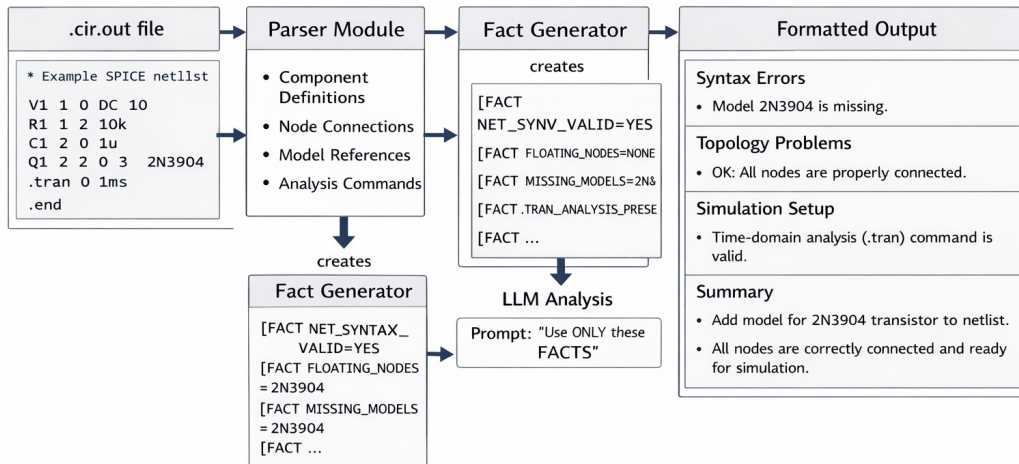 .cir.out file
* Example SPICE netllst
V1 1 0 DC 10
R1 1 2 10k
C1 2 0 1u
Q1 2 2 0 3 2N3904
.tran 0 1ms
.end
Parser Module
• Component
Definitions
• Node Connections
• Model References
• Analysis Commands
creates
Fact Generator
[FACT NET_SYNTAX_
VALID=YES
[FACT FLOATING_NODES
= 2N3904
[FACT MISSING_MODELS
= 2N3904
[FACT ...
Fact Generator
creates
[FACT
NET_SYNV_VALID=YES
[FACT FLOATING_NODES=NONE
[FACT MISSING_MODELS=2N&
[FACT .TRAN_ANALYSIS_PRESE
[FACT ...
LLM Analysis
Prompt: "Use ONLY these
FACTS"
Formatted Output
Syntax Errors
• Model 2N3904 is missing.
Topology Problems
• OK: All nodes are properly connected.
Simulation Setup
• Time-domain analysis (.tran) command is
valid.
Summary
• Add model for 2N3904 transistor to netlist.
• All nodes are correctly connected and ready
for simulation.